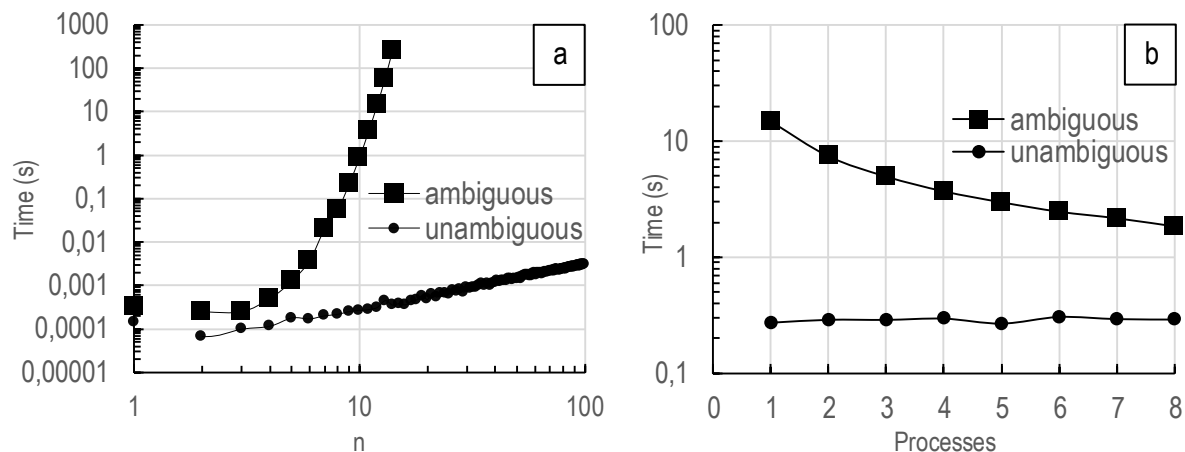 1000
100
10
1
0,1
0,01
0,001
0,0001
0,00001
Time (s)
1 10 100
n
a
ambiguous
unambiguous
100
10
1
0,1
Time (s)
0 1 2 3 4 5 6 7 8
Processes
b
ambiguous
unambiguous